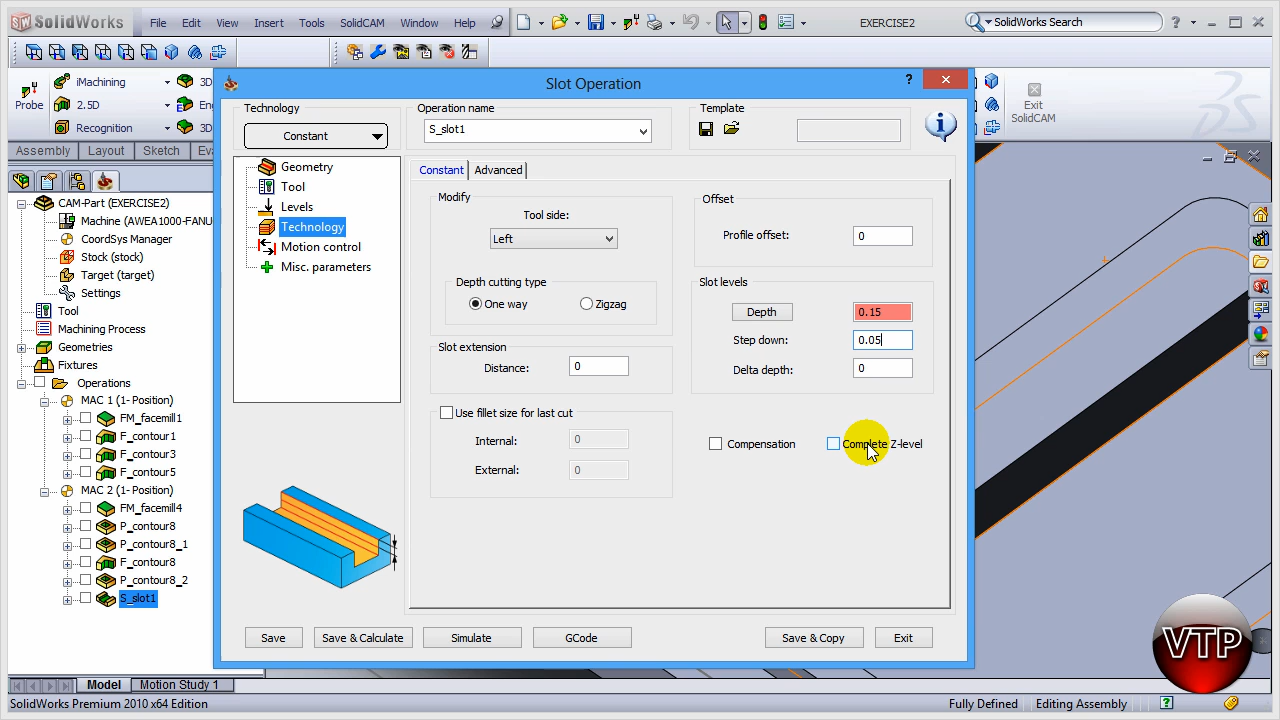 SOLIDWORKS
File Edit View Insert Tools SolidCAM Window Help
EXERCISE2
SolidWorks Search
iMachining
3D
Probe
2.5D
Recognition
3D
Exit
SolidCAM
Assembly Layout Sketch
CAM-Part (EXERCISE2)
Machine (AWEA1000-FANU
CoordSys Manager
Stock (stock)
Target (target)
Settings
Tool
Machining Process
Geometries
Fixtures
Operations
MAC 1 (1- Position)
FM_facemill1
F_contour1
F_contour3
F_contour5
MAC 2 (1- Position)
FM_facemill4
P_contour8
P_contour8_1
F_contour8
P_contour8_2
S_slot1
Slot Operation
?
Technology
Constant
Operation name
S_slot1
Template
Geometry
Tool
Levels
Technology
Motion control
Misc. parameters
Constant Advanced
Modify
Tool side:
Left
Depth cutting type
One way Zigzag
Slot extension
Distance: 0
Use fillet size for last cut
Internal: 0
External: 0
Offset
Profile offset: 0
Slot levels
Depth 0.15
Step down: 0.05
Delta depth: 0
Compensation Complete Z-level
Save Save & Calculate Simulate GCode Save & Copy Exit
VTP
Model Motion Study 1
SolidWorks Premium 2010 x64 Edition
Fully Defined Editing Assembly